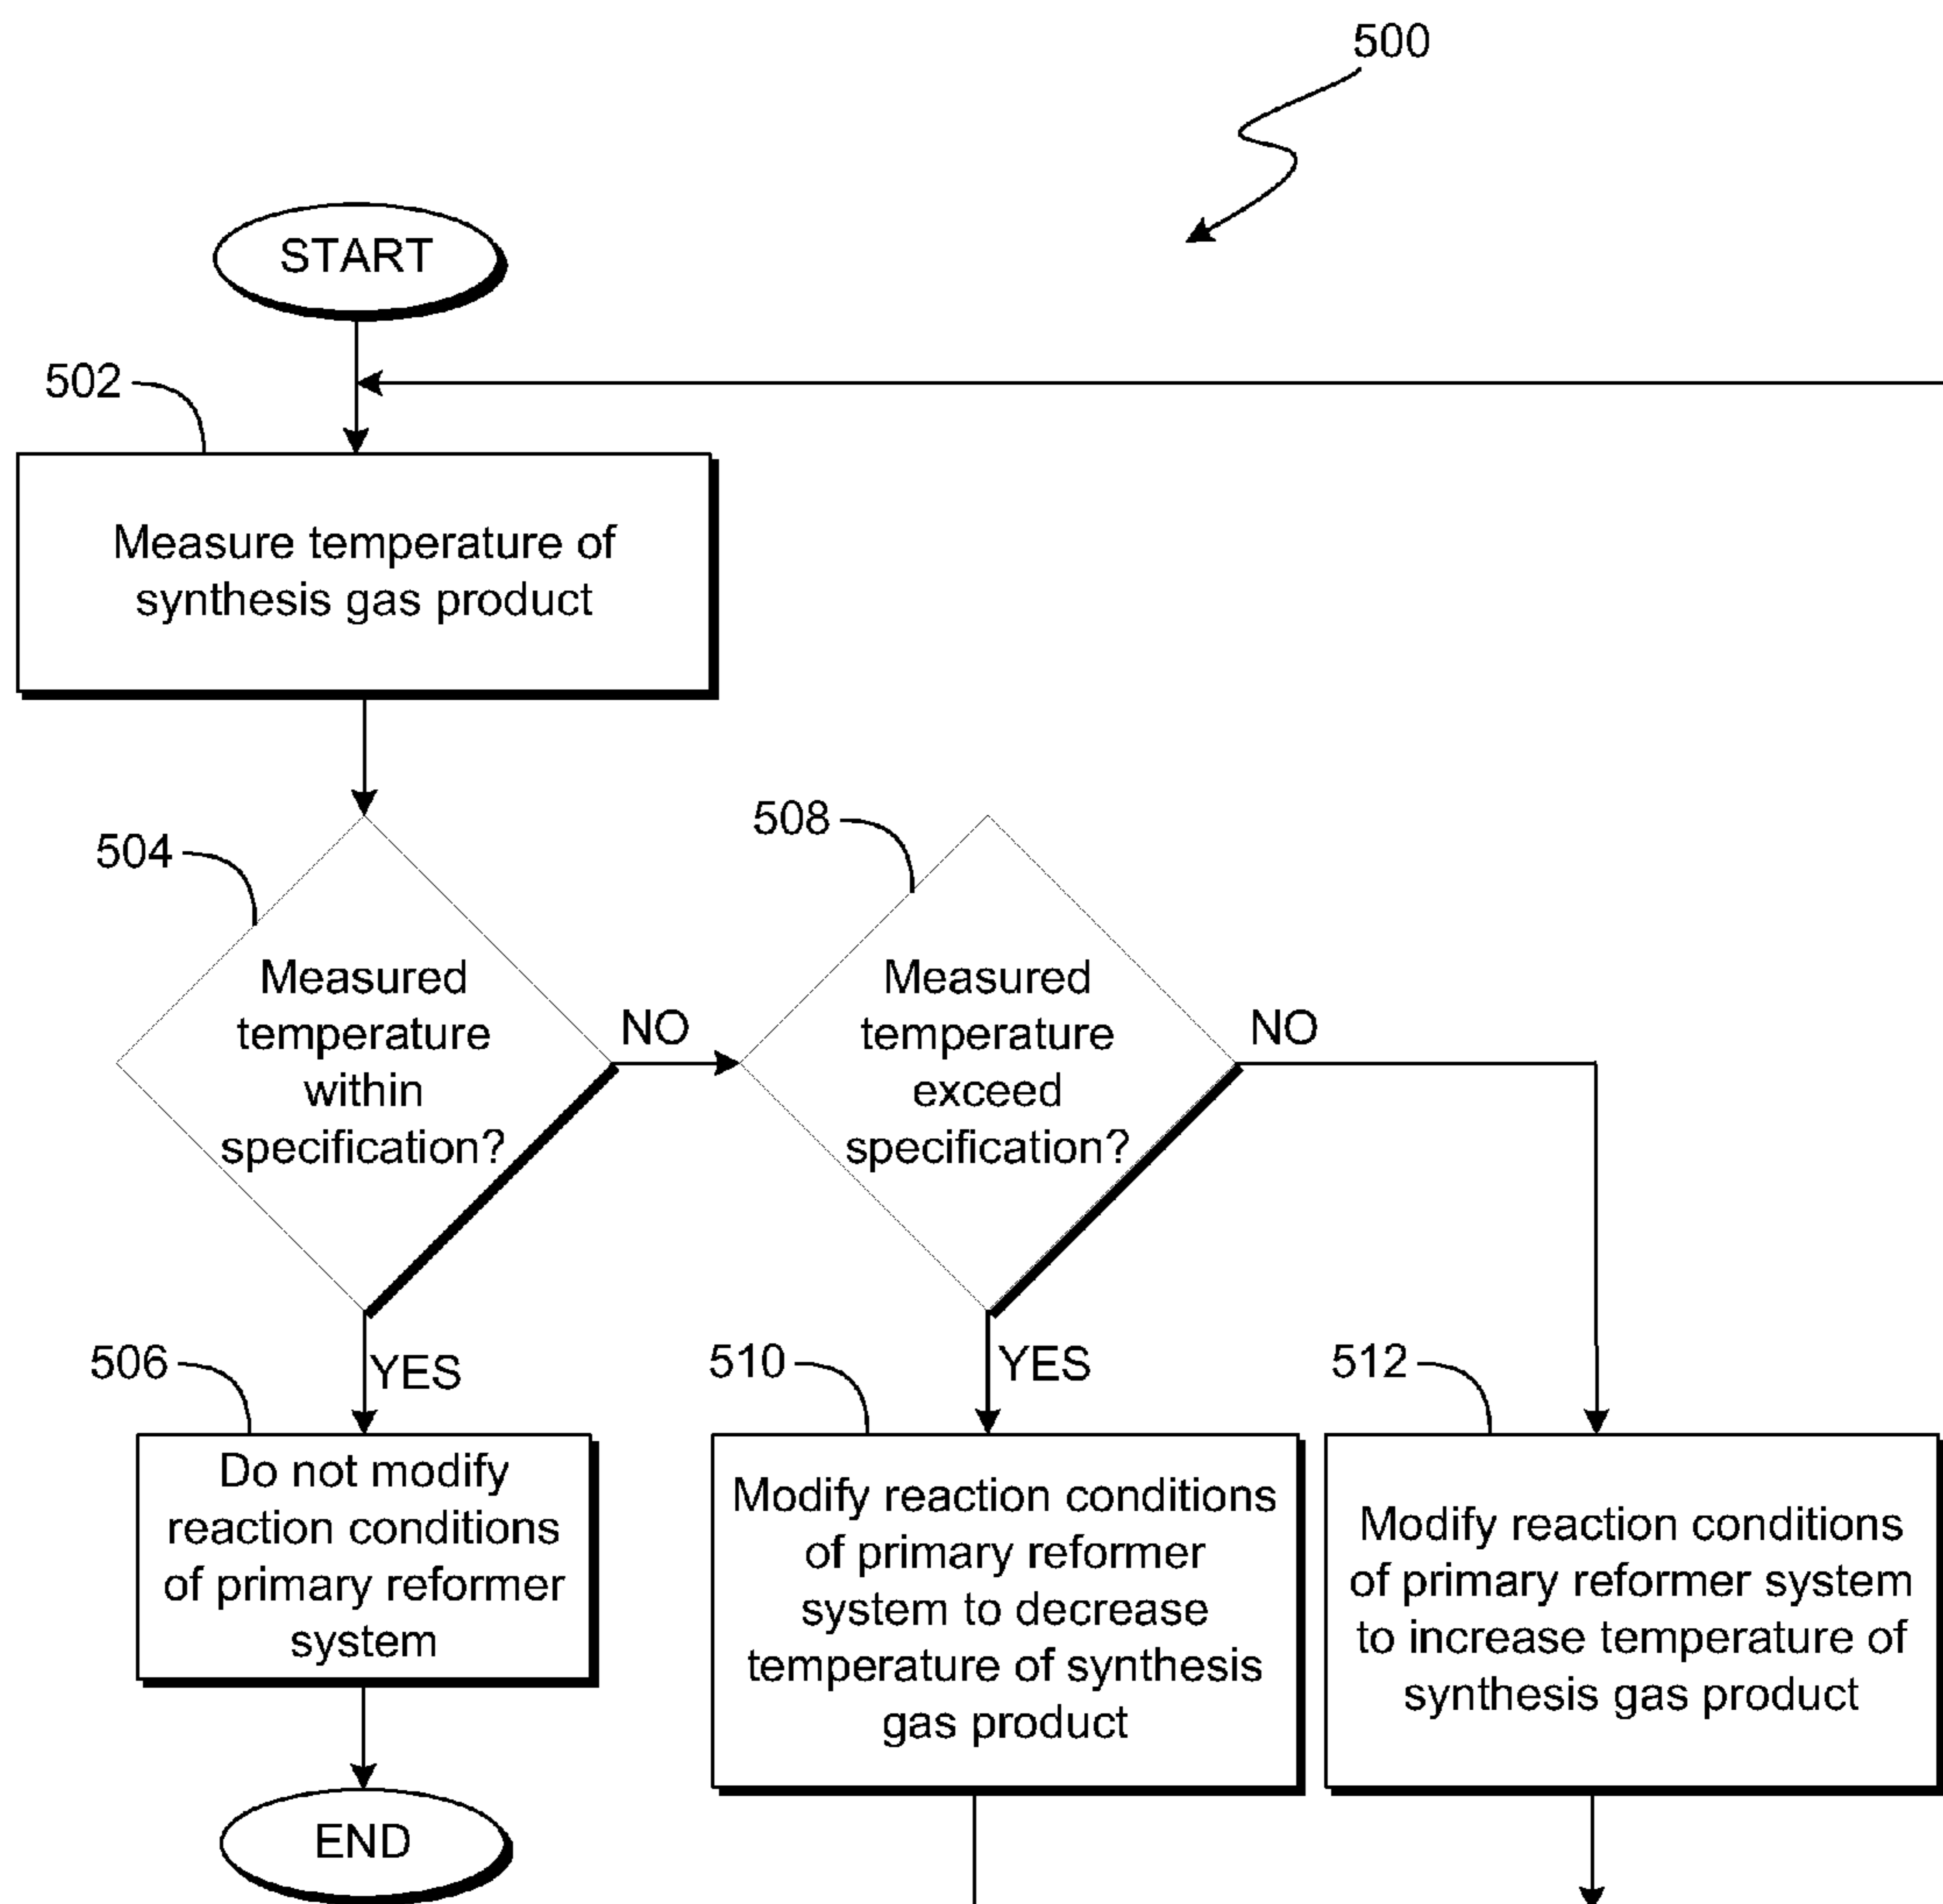 500
START
502
Measure temperature of
synthesis gas product
504
Measured
temperature
within
specification?
NO
508
Measured
temperature
exceed
specification?
NO
506
YES
Do not modify
reaction conditions
of primary reformer
system
510
YES
Modify reaction conditions
of primary reformer
system to decrease
temperature of synthesis
gas product
512
Modify reaction conditions
of primary reformer system
to increase temperature of
synthesis gas product
END